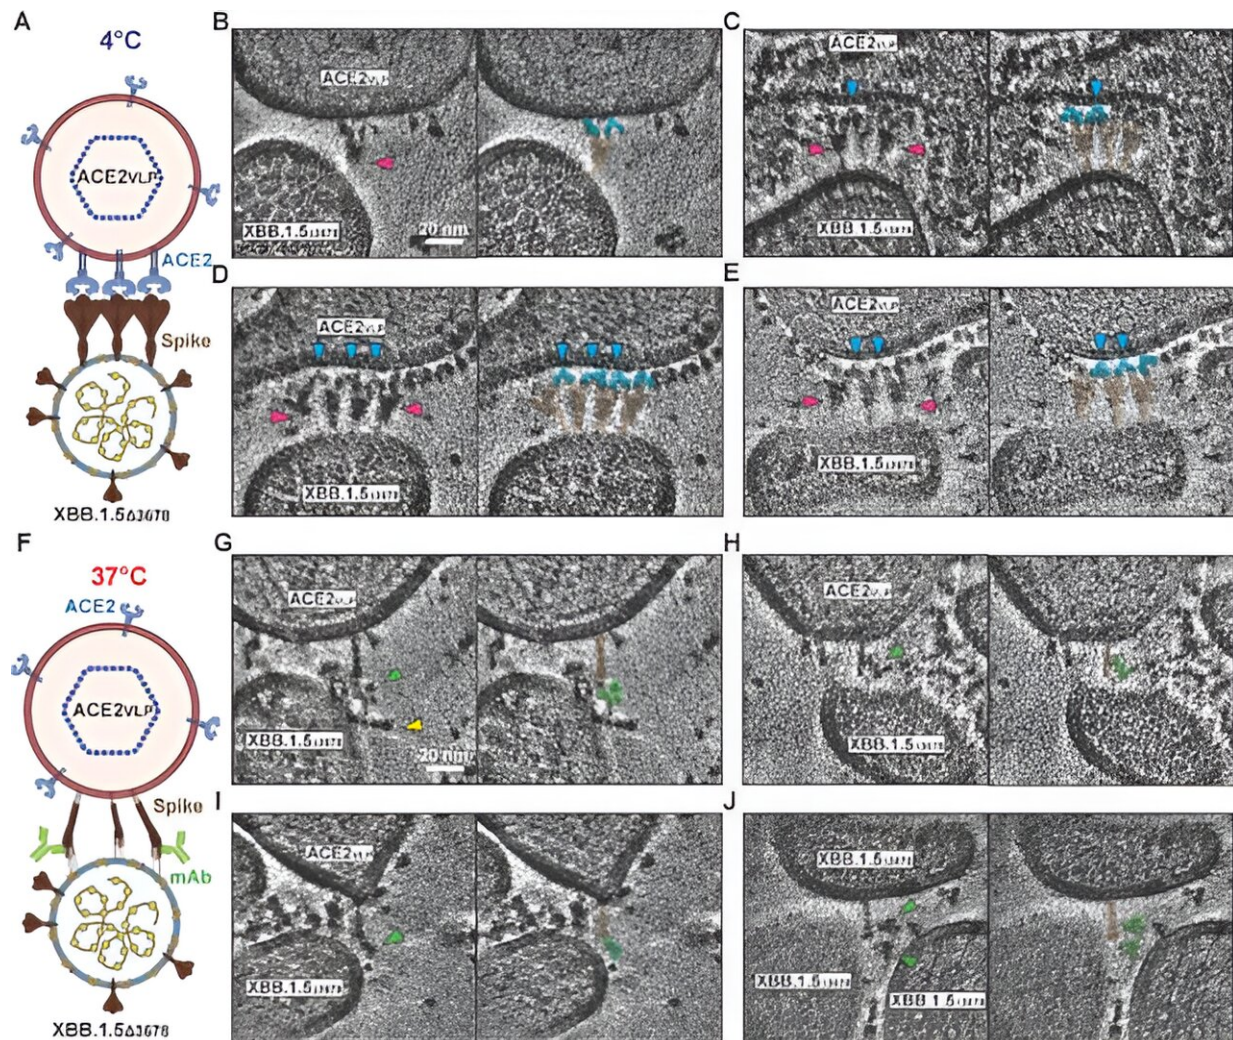 A
4°C
ACE2VLP
ACE2
Spike
XBB.1.5Δ3678
B
ACE2VLP
XBB.1.5Δ3678
20 nm
C
ACE2VLP
XBB.1.5Δ3678
D
ACE2VLP
XBB.1.5Δ3678
E
ACE2VLP
XBB.1.5Δ3678
F
37°C
ACE2
ACE2VLP
Spike
mAb
XBB.1.5Δ3678
G
ACE2VLP
XBB.1.5Δ3678
20 nm
H
ACE2VLP
XBB.1.5Δ3678
I
ACE2VLP
XBB.1.5Δ3678
J
XBB.1.5Δ3678
XBB.1.5Δ3678
XBB.1.5Δ3678